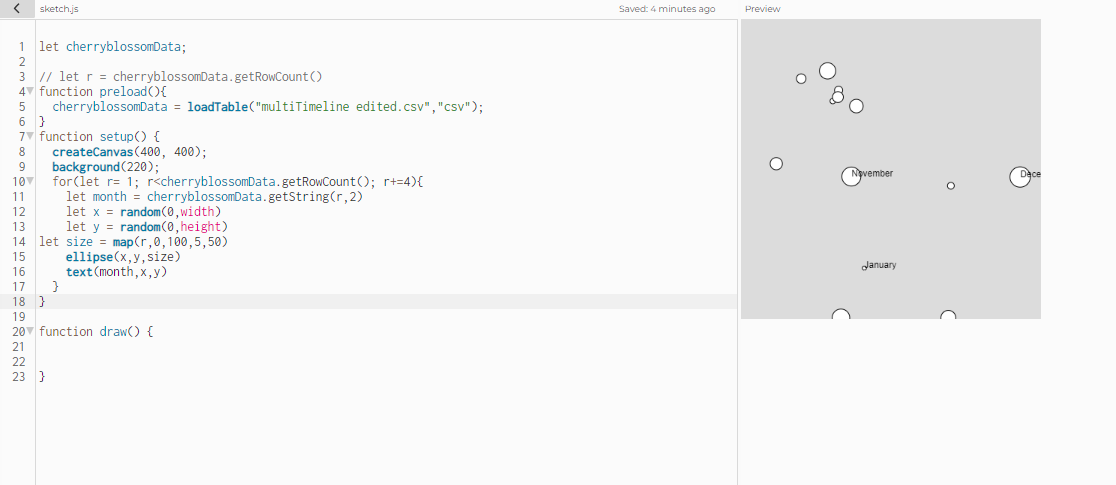 sketch.js
Saved: 4 minutes ago
Preview
1 let cherryblossomData;
2
3 // let r = cherryblossomData.getRowCount()
4 function preload(){
5 cherryblossomData = loadTable("multiTimeline edited.csv","csv");
6 }
7 function setup() {
8 createCanvas(400, 400);
9 background(220);
10 for(let r= 1; r<cherryblossomData.getRowCount(); r+=4){
11 let month = cherryblossomData.getString(r,2)
12 let x = random(0,width)
13 let y = random(0,height)
14 let size = map(r,0,100,5,50)
15 ellipse(x,y,size)
16 text(month,x,y)
17 }
18 }
19
20 function draw() {
21
22
23 }
November
Dece
January